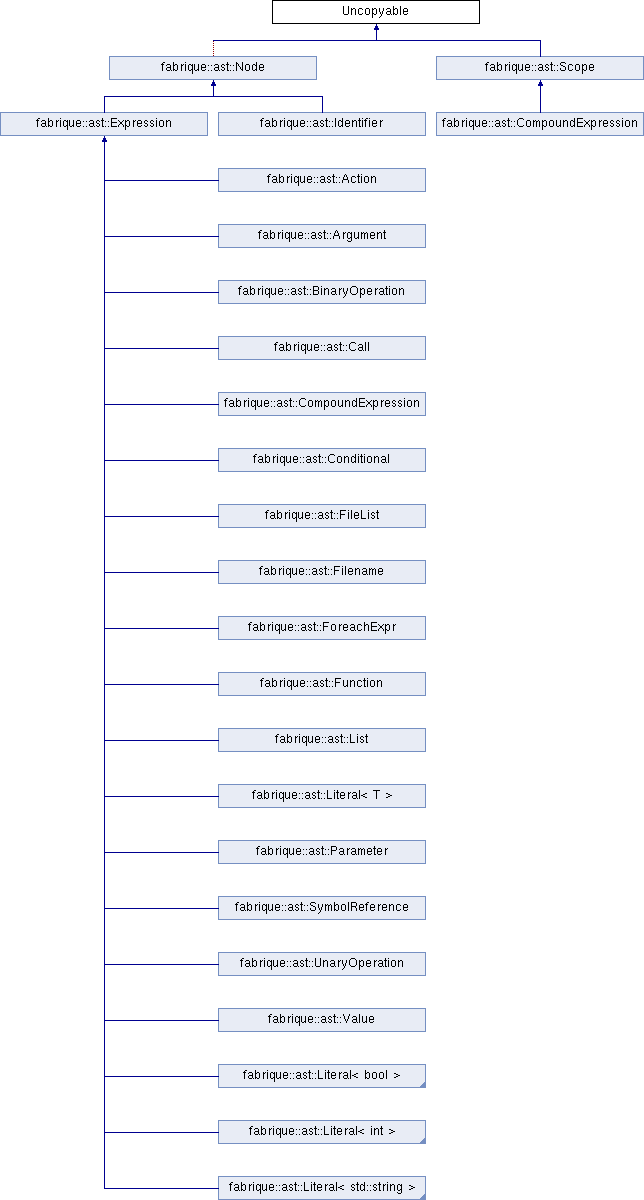 Uncopyable
fabrique::ast::Node
fabrique::ast::Scope
fabrique::ast::Expression
fabrique::ast::Identifier
fabrique::ast::CompoundExpression
fabrique::ast::Action
fabrique::ast::Argument
fabrique::ast::BinaryOperation
fabrique::ast::Call
fabrique::ast::CompoundExpression
fabrique::ast::Conditional
fabrique::ast::FileList
fabrique::ast::Filename
fabrique::ast::ForeachExpr
fabrique::ast::Function
fabrique::ast::List
fabrique::ast::Literal< T >
fabrique::ast::Parameter
fabrique::ast::SymbolReference
fabrique::ast::UnaryOperation
fabrique::ast::Value
fabrique::ast::Literal< bool >
fabrique::ast::Literal< int >
fabrique::ast::Literal< std::string >